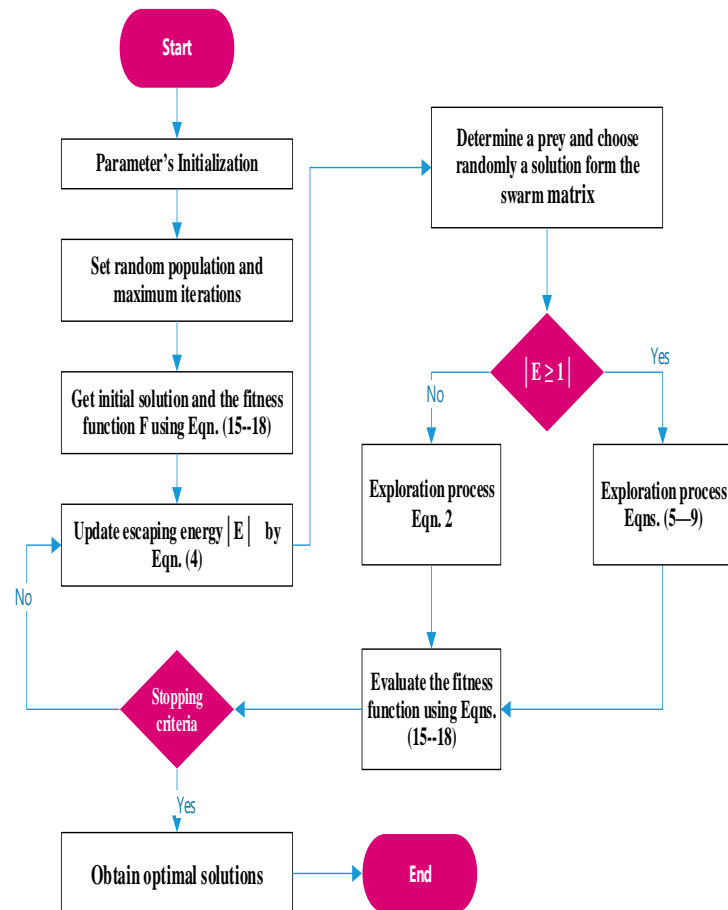 Start
Parameter's Initialization
Set random population and
maximum iterations
Get initial solution and the fitness
function F using Eqn. (15--18)
Update escaping energy |E| by
Eqn. (4)
Determine a prey and choose
randomly a solution form the
swarm matrix
|E ≥ 1|
No
Yes
Exploration process
Eqn. 2
Exploration process
Eqns. (5—9)
Evaluate the fitness
function using Eqns.
(15--18)
Stopping
criteria
No
Yes
Obtain optimal solutions
End